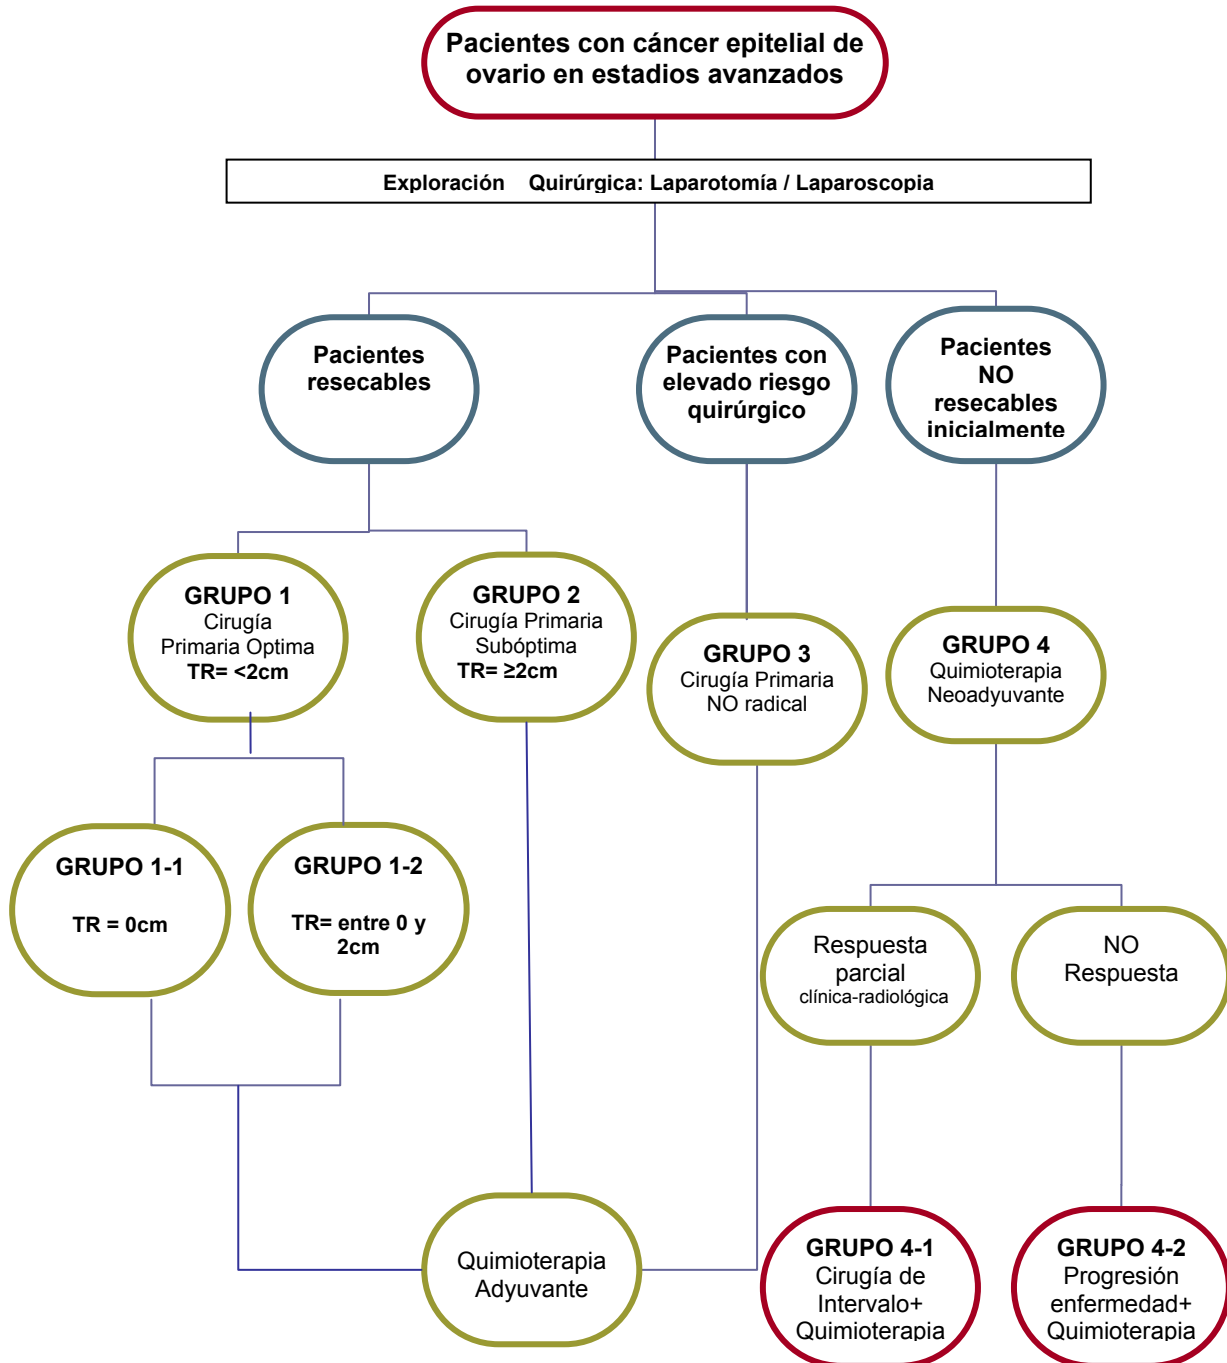 Pacientes con cáncer epitelial de
ovario en estadios avanzados
Exploración Quirúrgica: Laparotomía / Laparoscopia
Pacientes
resecables
Pacientes con
elevado riesgo
quirúrgico
Pacientes
NO
resecables
inicialmente
GRUPO 1
Cirugía
Primaria Optima
TR= <2cm
GRUPO 2
Cirugía Primaria
Subóptima
TR= ≥2cm
GRUPO 3
Cirugía Primaria
NO radical
GRUPO 4
Quimioterapia
Neoadyuvante
GRUPO 1-1
TR = 0cm
GRUPO 1-2
TR= entre 0 y
2cm
Respuesta
parcial
clínica-radiológica
NO
Respuesta
Quimioterapia
Adyuvante
GRUPO 4-1
Cirugía de
Intervalo+
Quimioterapia
GRUPO 4-2
Progresión
enfermedad+
Quimioterapia